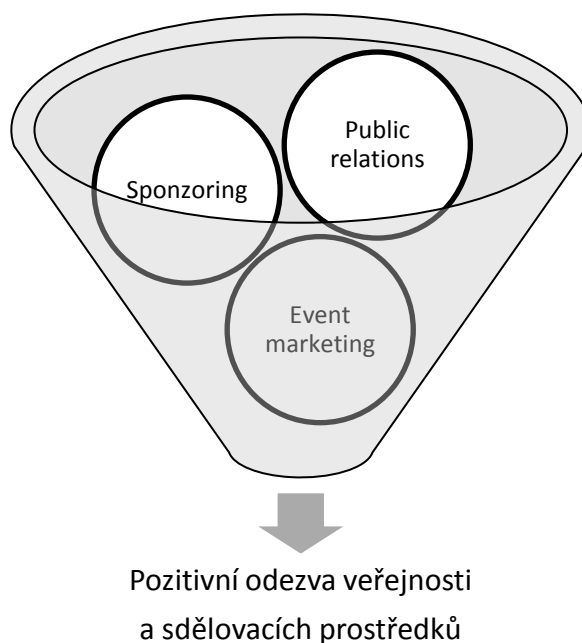 Public
relations
Sponzoring
Event
marketing
Pozitivní odezva veřejnosti
a sdělovacích prostředků